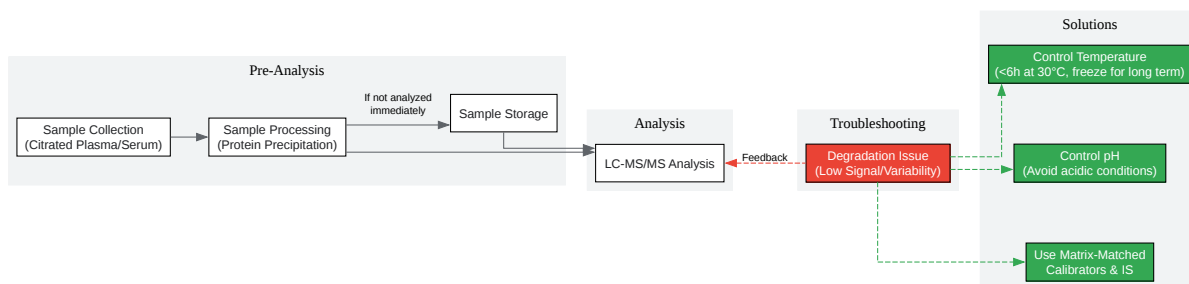 Pre-Analysis
Sample Collection
(Citrated Plasma/Serum)
Sample Processing
(Protein Precipitation)
If not analyzed
immediately
Sample Storage
Analysis
LC-MS/MS Analysis
Feedback
Troubleshooting
Degradation Issue
(Low Signal/Variability)
Solutions
Control Temperature
(<6h at 30°C, freeze for long term)
Control pH
(Avoid acidic conditions)
Use Matrix-Matched
Calibrators & IS